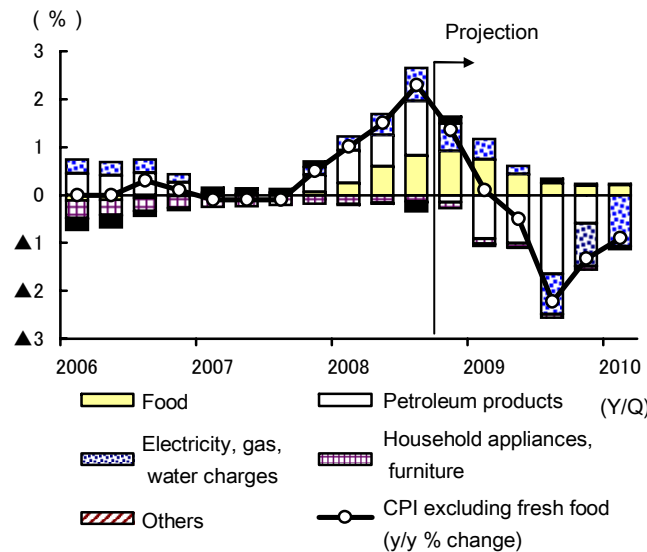 ( % )
Projection
3
2
1
0
▲1
▲2
▲3
2006 2007 2008 2009 2010
(Y/Q)
Food
Petroleum products
Electricity, gas,
water charges
Household appliances,
furniture
Others
CPI excluding fresh food
(y/y % change)